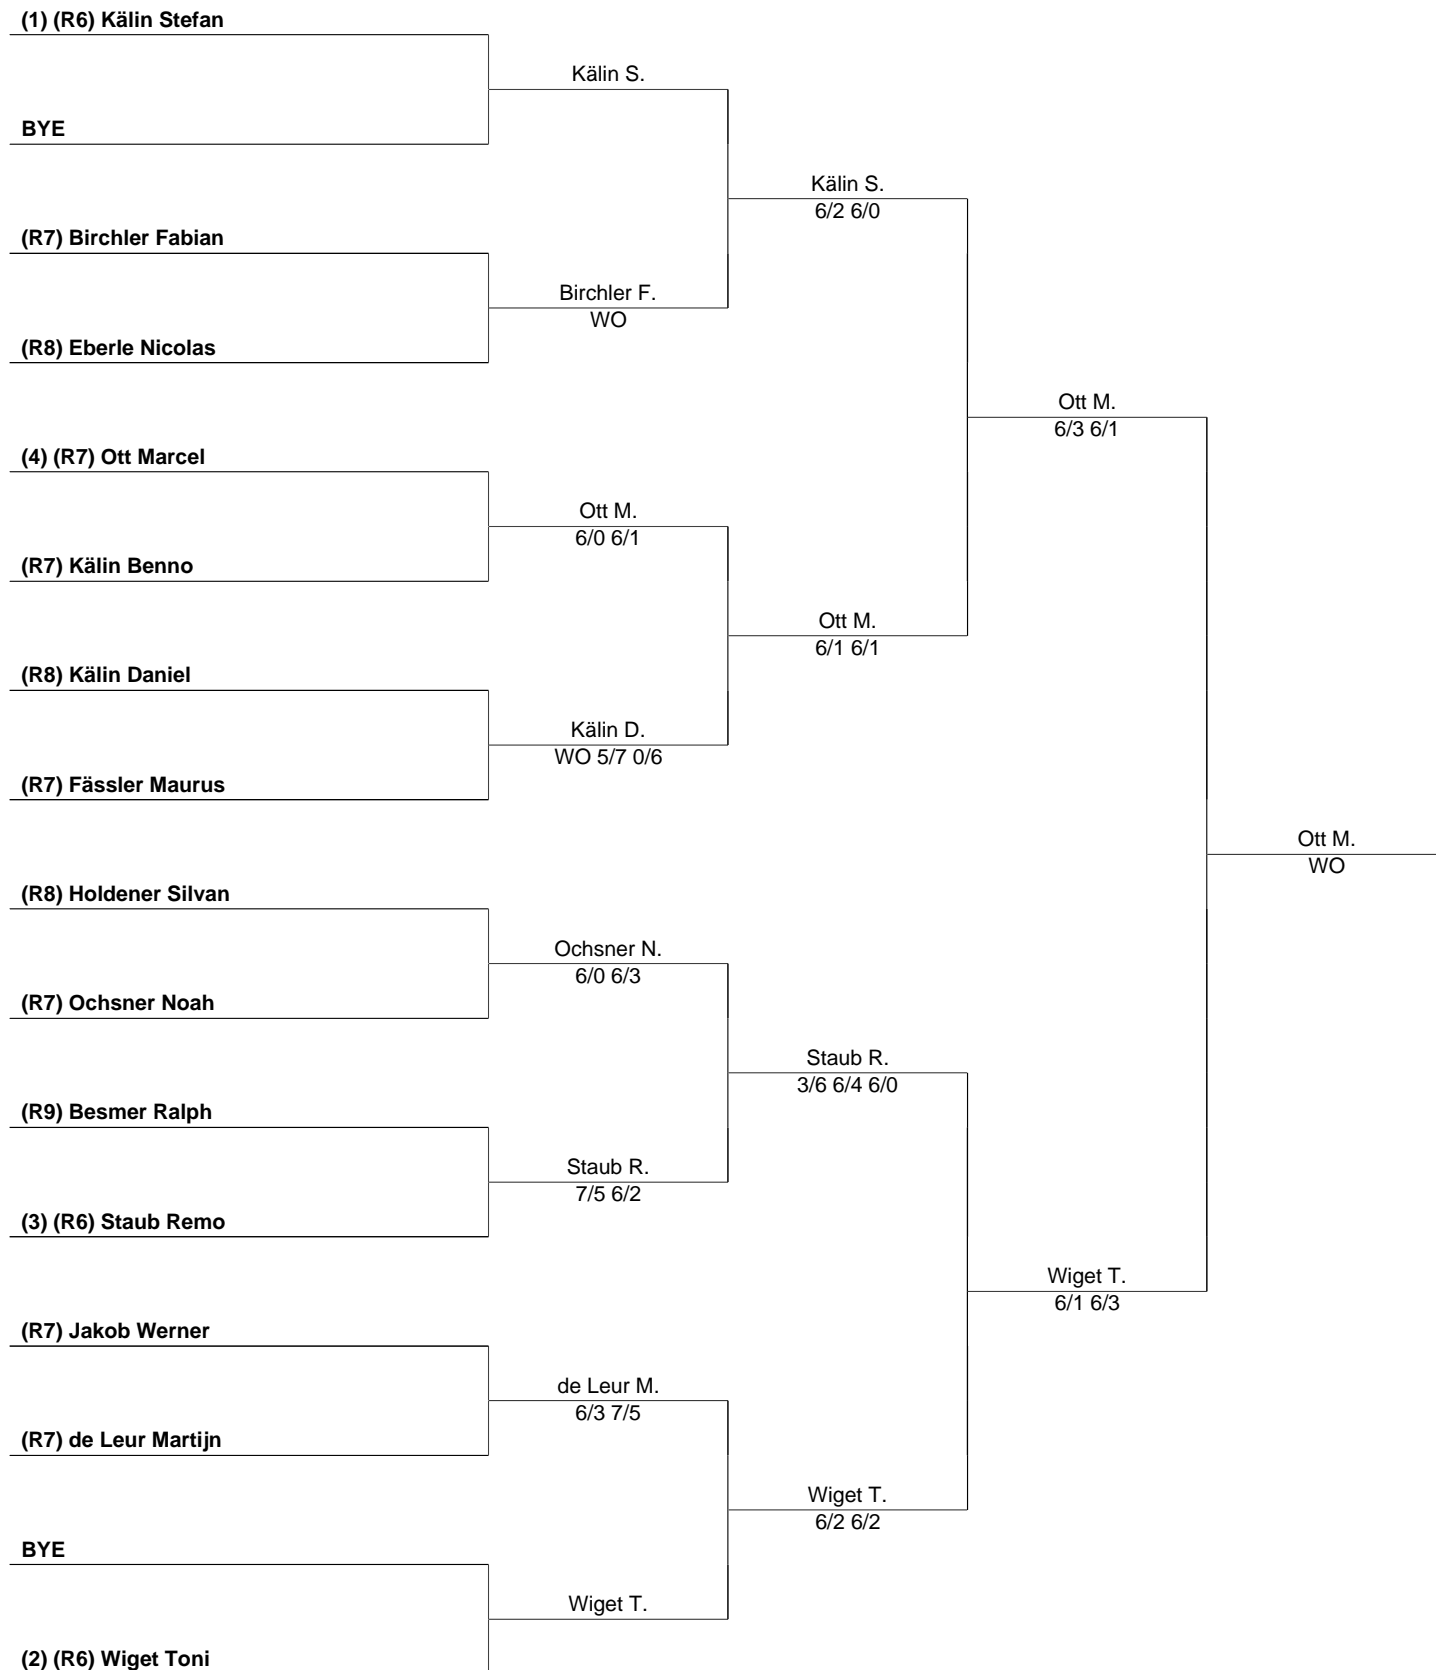 (1) (R6) Kälin Stefan
Kälin S.
BYE
Kälin S.
6/2 6/0
(R7) Birchler Fabian
Birchler F.
WO
(R8) Eberle Nicolas
Ott M.
6/3 6/1
(4) (R7) Ott Marcel
Ott M.
6/0 6/1
(R7) Kälin Benno
Ott M.
6/1 6/1
(R8) Kälin Daniel
Kälin D.
WO 5/7 0/6
(R7) Fässler Maurus
Ott M.
WO
(R8) Holdener Silvan
Ochsner N.
6/0 6/3
(R7) Ochsner Noah
Staub R.
3/6 6/4 6/0
(R9) Besmer Ralph
Staub R.
7/5 6/2
(3) (R6) Staub Remo
Wiget T.
6/1 6/3
(R7) Jakob Werner
de Leur M.
6/3 7/5
(R7) de Leur Martijn
Wiget T.
6/2 6/2
BYE
Wiget T.
(2) (R6) Wiget Toni